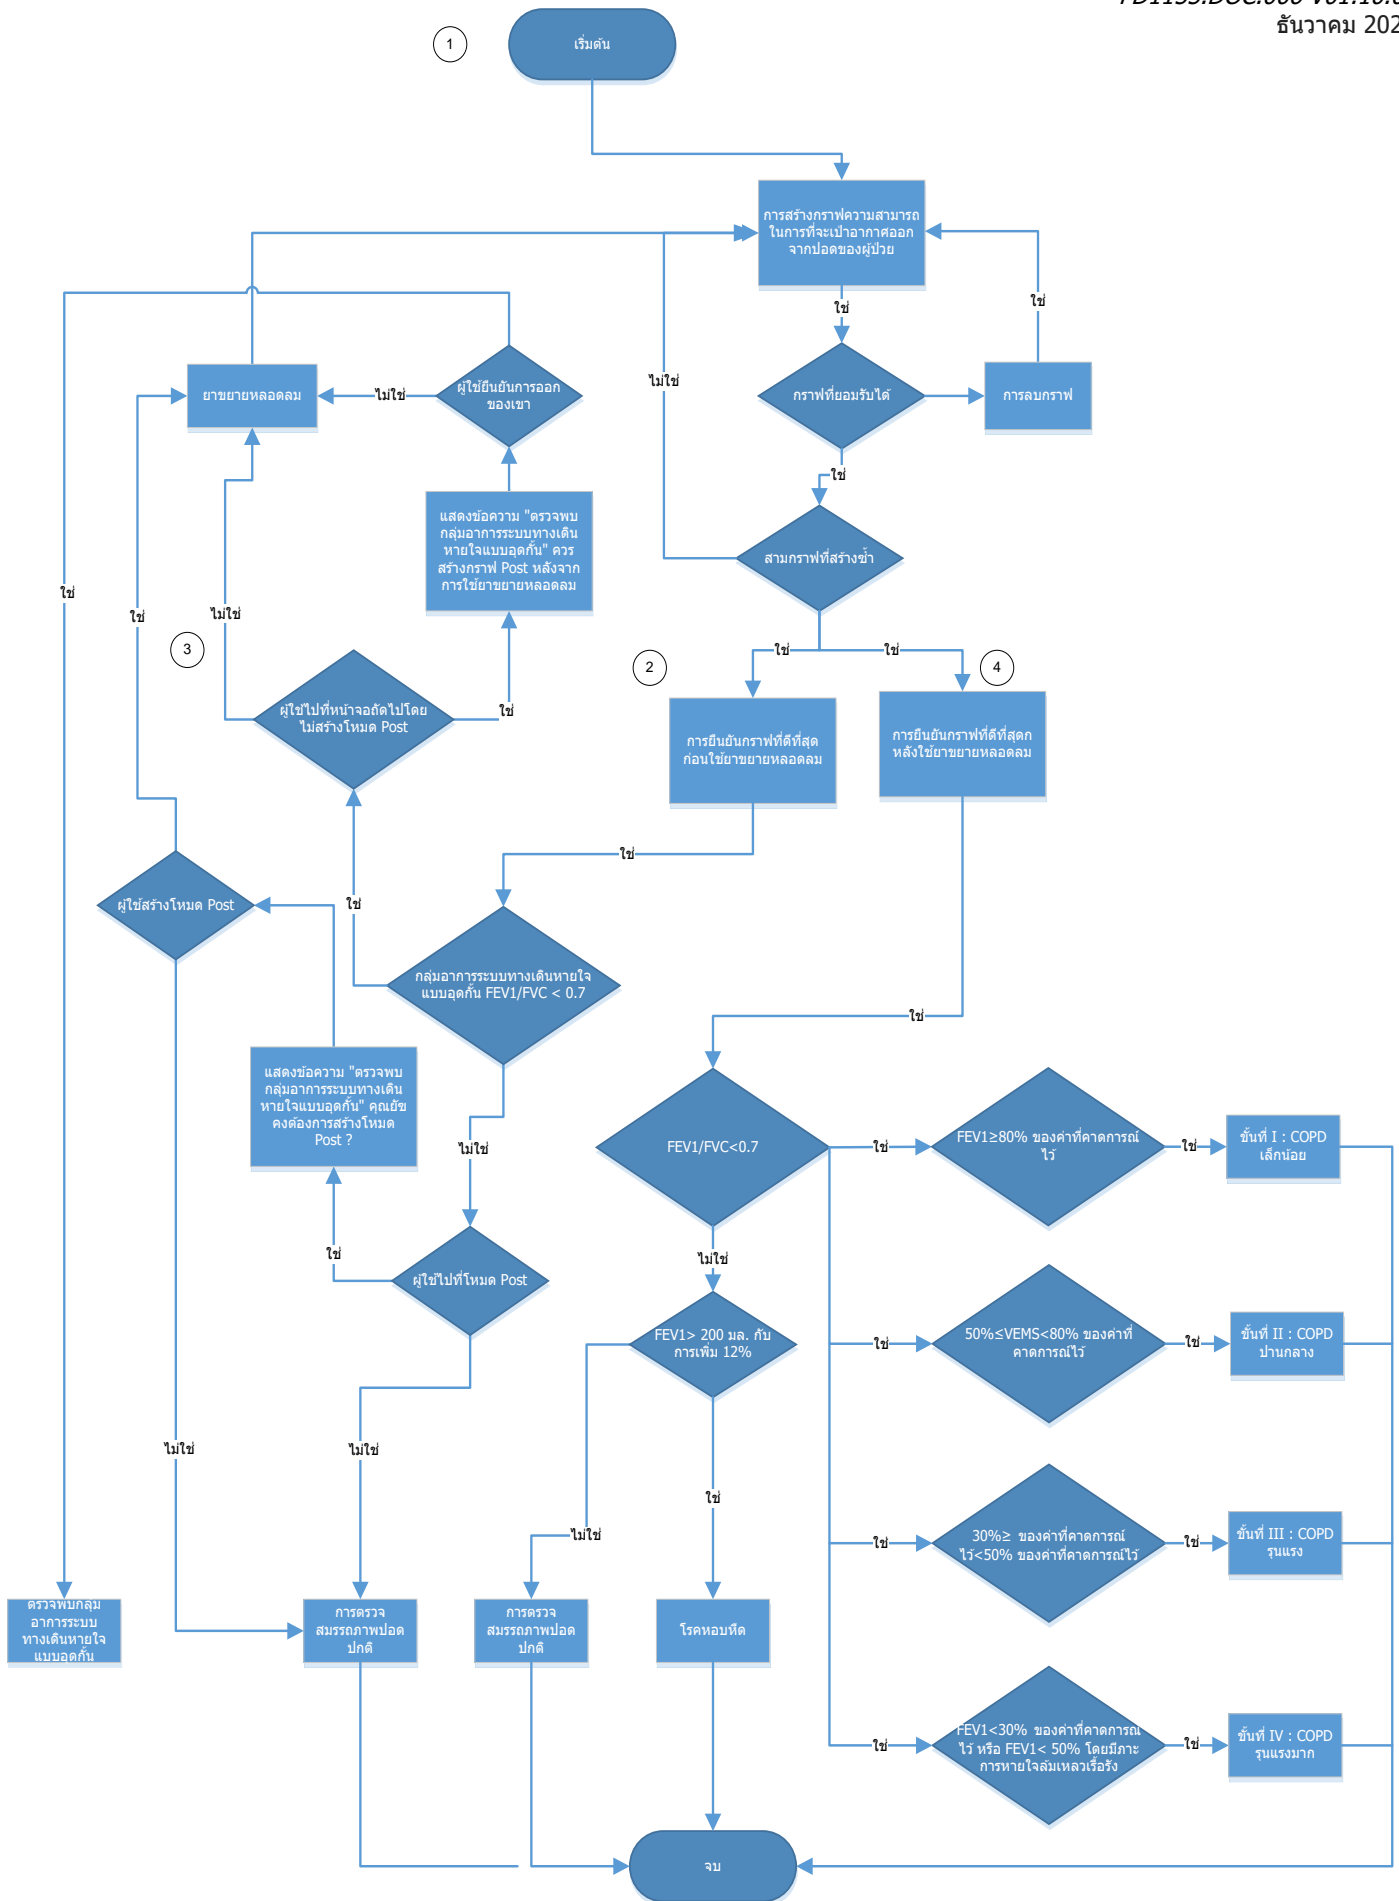 ธันวาคม 202
1
เริ่มต้น
การสร้างกราฟความสามารถ
ในการที่จะเป่าอากาศออก
จากปอดของผู้ป่วย
ใช่
ใช่
ยาขยายหลอดลม
ไม่ใช่
ผู้ใช้ยืนยันการออก
ของเขา
ไม่ใช่
กราฟที่ยอมรับได้
การลบกราฟ
ใช่
แสดงข้อความ "ตรวจพบ
กลุ่มอาการระบบทางเดิน
หายใจแบบอุดกั้น" ควร
สร้างกราฟ Post หลังจาก
การใช้ยาขยายหลอดลม
สามกราฟที่สร้างซ้ำ
ใช่
ใช่
ไม่ใช่
3
ใช่
ใช่
2
4
ผู้ใช้ไปที่หน้าจอถัดไปโดย
ไม่สร้างโหมด Post
ใช่
การยืนยันกราฟที่ดีที่สุด
ก่อนใช้ยาขยายหลอดลม
การยืนยันกราฟที่ดีที่สุดก
หลังใช้ยาขยายหลอดลม
ใช่
ผู้ใช้สร้างโหมด Post
ใช่
กลุ่มอาการระบบทางเดินหายใจ
แบบอุดกั้น FEV1/FVC < 0.7
ใช่
แสดงข้อความ "ตรวจพบ
กลุ่มอาการระบบทางเดิน
หายใจแบบอุดกั้น" คุณยัข
คงต้องการสร้างโหมด
Post ?
ไม่ใช่
FEV1/FVC<0.7
ใช่
FEV1≥80% ของค่าที่คาดการณ์
ไว้
ใช่
ขั้นที่ I : COPD
เล็กน้อย
ใช่
ผู้ใช้ไปที่โหมด Post
ไม่ใช่
FEV1> 200 มล. กับ
การเพิ่ม 12%
ใช่
50%≤VEMS<80% ของค่าที่
คาดการณ์ไว้
ใช่
ขั้นที่ II : COPD
ปานกลาง
ไม่ใช่
ไม่ใช่
ใช่
ไม่ใช่
ใช่
30%≥ ของค่าที่คาดการณ์
ไว้<50% ของค่าที่คาดการณ์ไว้
ใช่
ขั้นที่ III : COPD
รุนแรง
ตรวจพบกลุ่ม
อาการระบบ
ทางเดินหายใจ
แบบอุดกั้น
การตรวจ
สมรรถภาพปอด
ปกติ
การตรวจ
สมรรถภาพปอด
ปกติ
โรคหอบหืด
ใช่
FEV1<30% ของค่าที่คาดการณ์
ไว้ หรือ FEV1< 50% โดยมีภาะ
การหายใจล้มเหลวเรื้อรัง
ใช่
ขั้นที่ IV : COPD
รุนแรงมาก
จบ